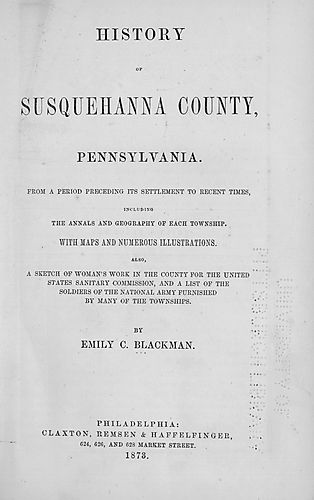 HISTORY
OF
SUSQUEHANNA COUNTY,
PENNSYLVANIA.
FROM A PERIOD PRECEDING ITS SETTLEMENT TO RECENT TIMES,
INCLUDING
THE ANNALS AND GEOGRAPHY OF EACH TOWNSHIP.
WITH MAPS AND NUMEROUS ILLUSTRATIONS.
ALSO,
A SKETCH OF WOMAN'S WORK IN THE COUNTY FOR THE UNITED
STATES SANITARY COMMISSION, AND A LIST OF THE
SOLDIERS OF THE NATIONAL ARMY FURNISHED
BY MANY OF THE TOWNSHIPS.
BY
EMILY C. BLACKMAN.
PHILADELPHIA:
CLAXTON, REMSEN & HAFFELFINGER,
624, 626, AND 628 MARKET STREET.
1873.